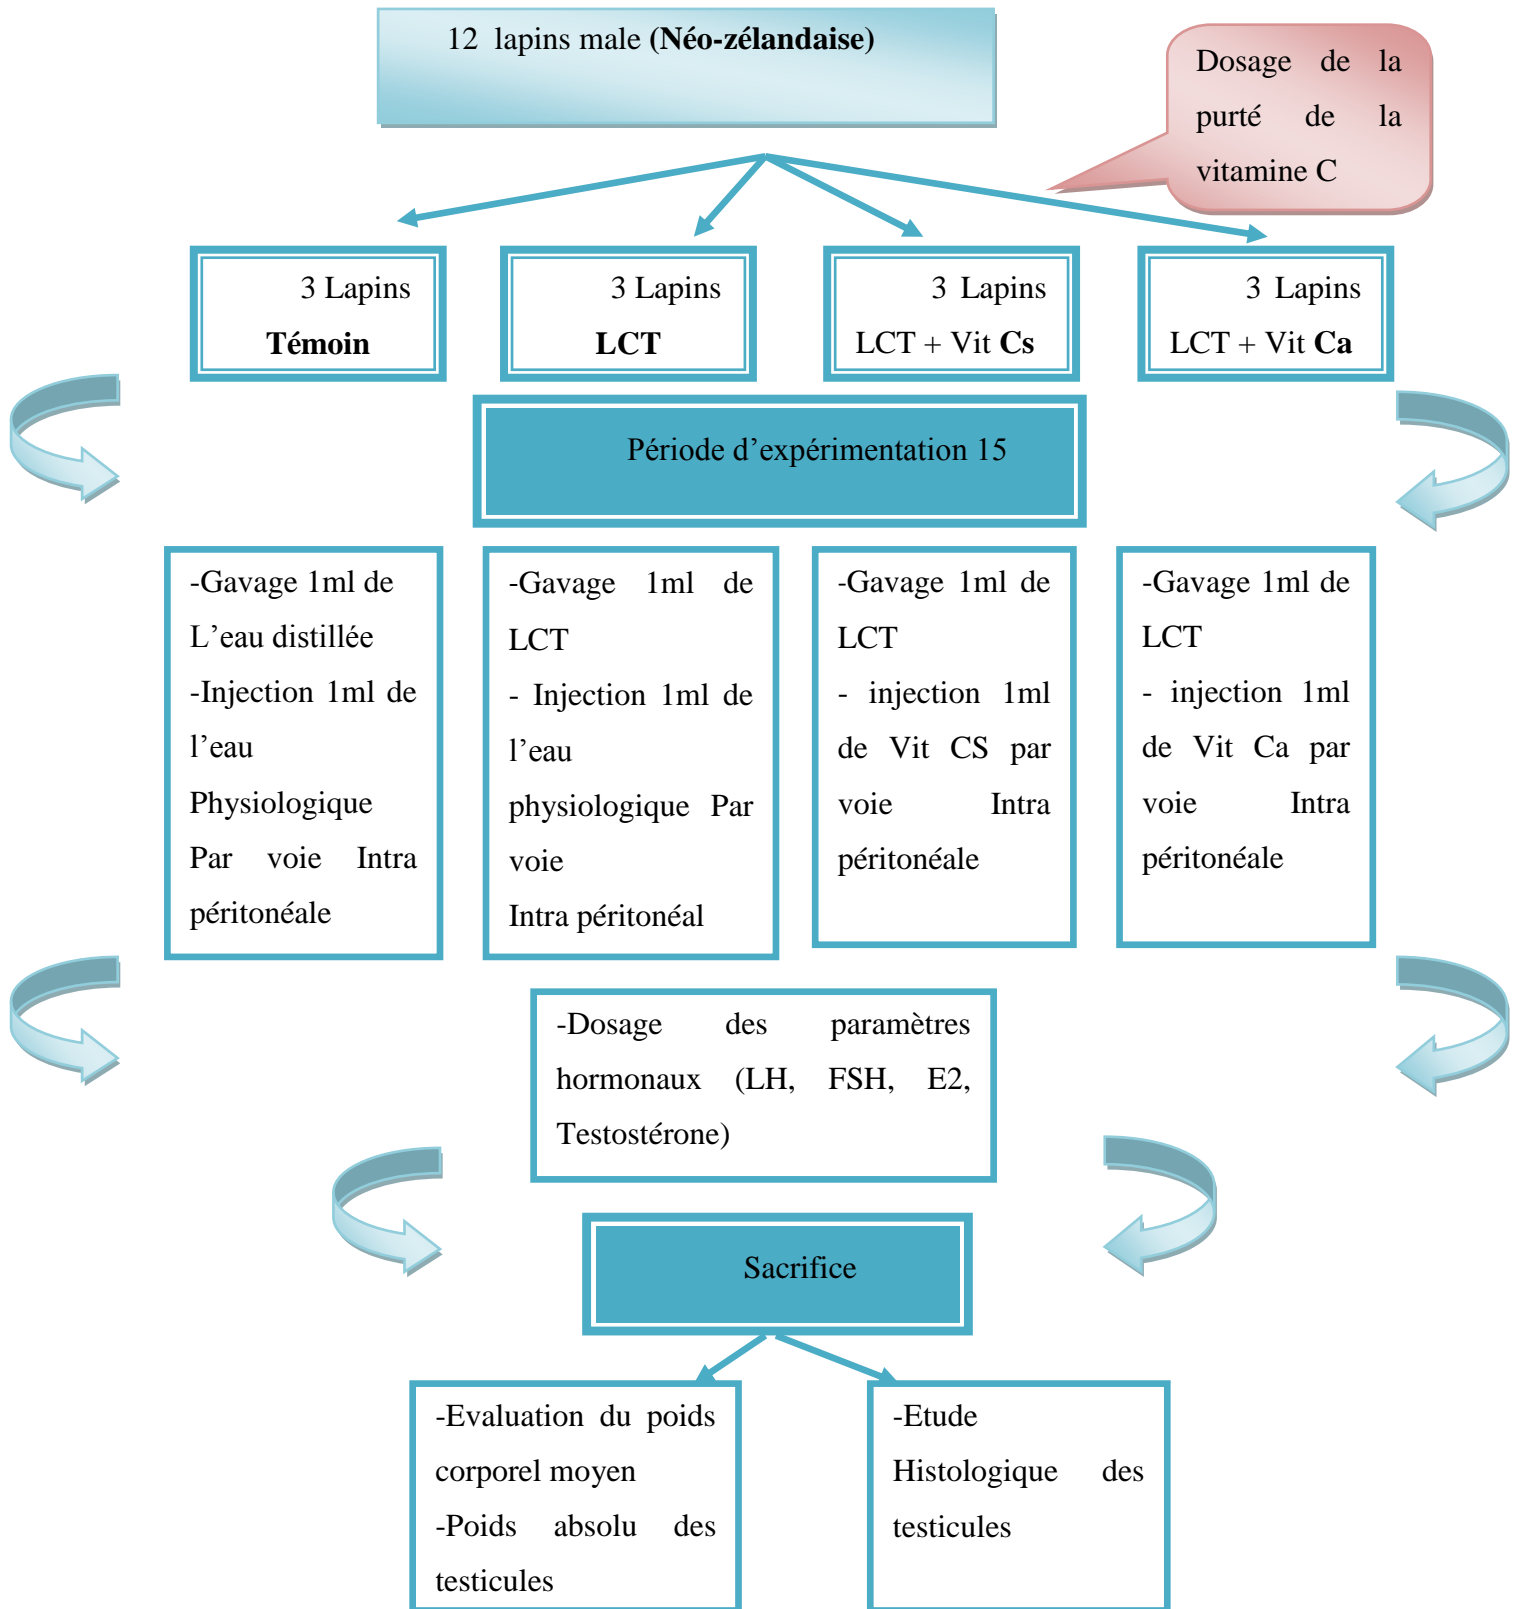 12 lapins male (Néo-zélandaise)
Dosage de la
purté de la
vitamine C
3 Lapins
Témoin
3 Lapins
LCT
3 Lapins
LCT + Vit Cs
3 Lapins
LCT + Vit Ca
Période d’expérimentation 15
-Gavage 1ml de
L’eau distillée
-Injection 1ml de
l’eau
Physiologique
Par voie Intra
péritonéale
-Gavage 1ml de
LCT
- Injection 1ml de
l’eau
physiologique Par
voie
Intra péritonéal
-Gavage 1ml de
LCT
- injection 1ml
de Vit CS par
voie Intra
péritonéale
-Gavage 1ml de
LCT
- injection 1ml
de Vit Ca par
voie Intra
péritonéale
-Dosage des paramètres
hormonaux (LH, FSH, E2,
Testostérone)
Sacrifice
-Evaluation du poids
corporel moyen
-Poids absolu des
testicules
-Etude
Histologique des
testicules